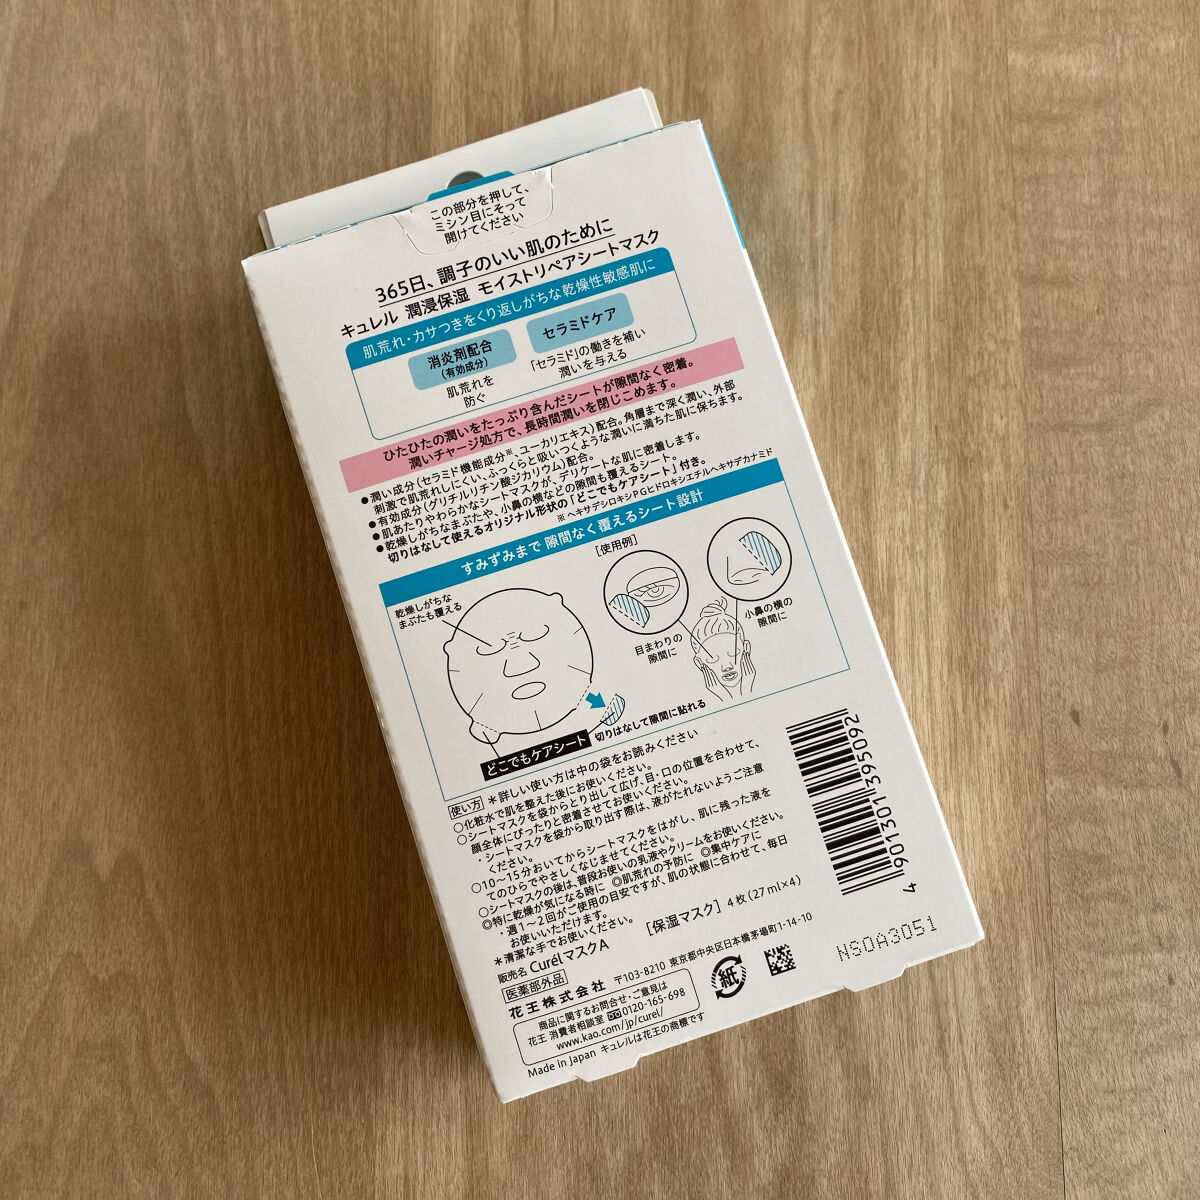 この部分を押して、
ミシン目にそって
開けてください
365日、調子のいい肌のために
キュレル 潤浸保湿 モイストリペアシートマスク
肌荒れ・カサつきをくり返しがちな乾燥性敏感肌に
消炎剤配合
(有効成分)
肌荒れを
防ぐ
セラミドケア
「セラミド」の働きを補い
潤いを与える
ひたひたの潤いをたっぷり含んだシートが隙間なく密着。
潤いチャージ処方で、長時間潤いを閉じこめます。
●潤い成分(セラミド機能成分※、ユーカリエキス)配合。角層まで深く潤い、外部
刺激で肌荒れしにくい、ふっくらと吸いつくような潤いに満ちた肌に保ちます。
●有効成分(グリチルリチン酸ジカリウム)配合。
●肌あたりやわらかなシートマスクが、デリケートな肌に密着します。
●乾燥しがちなまぶたや、小鼻の横などの隙間も覆えるシート。
切りはなして使えるオリジナル形状の「どこでもケアシート」付き。
※ ヘキサデシロキシPGヒドロキシエチルヘキサデカナミド
すみずみまで 隙間なく覆えるシート設計
[使用例]
乾燥しがちな
まぶたも覆える
目まわりの
隙間に
小鼻の横の
隙間に
どこでもケアシート
切りはなして隙間に貼れる
使い方 *詳しい使い方は中の袋をお読みください
○化粧水で肌を整えた後にお使いください。
○シートマスクを袋からとり出して広げ、目・口の位置を合わせて、
顔全体にぴったりと密着させてお使いください。
・シートマスクを袋から取り出す際は、液がたれないようご注意
ください。
○10～15分おいてからシートマスクをはがし、肌に残った液を
てのひらでやさしくなじませてください。
○シートマスクの後は、普段お使いの乳液やクリームをお使いください。
◎特に乾燥が気になる時に ◎肌荒れの予防に ◎集中ケアに
・週1～2回がご使用の目安ですが、肌の状態に合わせて、毎日
お使いいただけます。
*清潔な手でお使いください。
[保湿マスク] 4枚(27ml×4)
販売名 CurélマスクA
医薬部外品
花王株式会社 〒103-8210 東京都中央区日本橋茅場町1-14-10
商品に関するお問合せ・ご意見は
花王 消費者相談室 0120-165-698
www.kao.com/jp/curel/
Made in Japan キュレルは花王の商標です
紙
4 901301 395092
NSOA3051